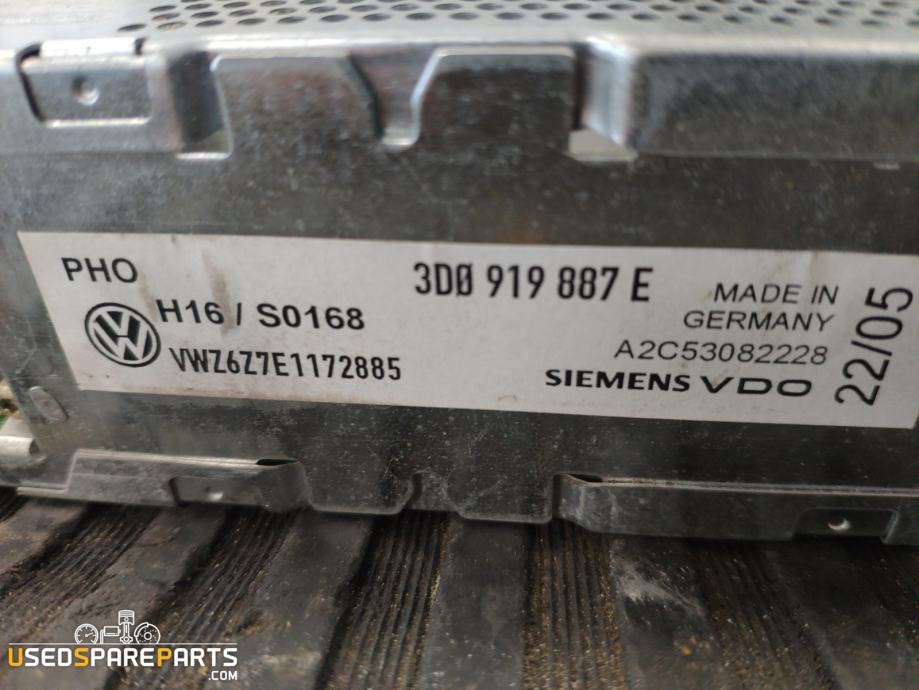 PHO
3D0 919 887 E
MADE IN
GERMANY
H16 / S0168
A2C53082228
VWZ6Z7E1172885
SIEMENS VDO
22/05
USEDSPAREPARTS
.COM